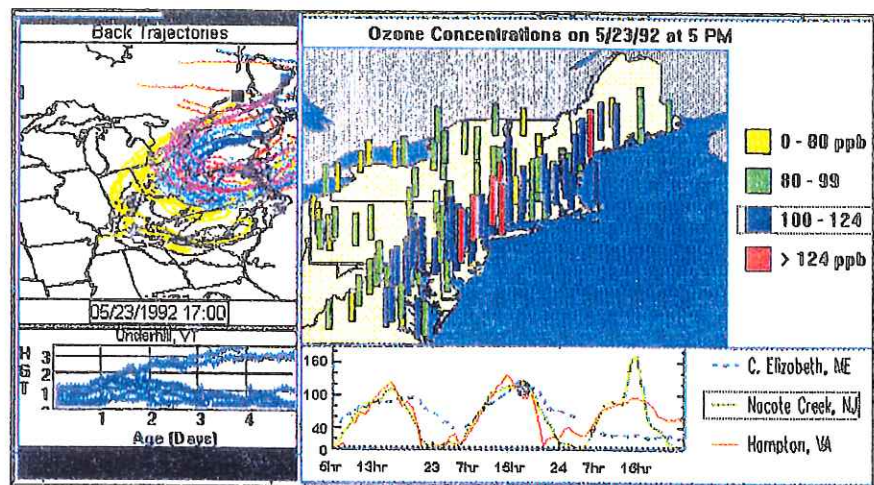 Back Trajectories
05/23/1992 17:00
Underhill, VT
H
G
T
3
2
1
1 2 3 4
Age (Days)
Ozone Concentrations on 5/23/92 at 5 PM
0 - 80 ppb
80 - 99
100 - 124
> 124 ppb
160
120
80
40
0
6hr 13hr 23 7hr 15hr 24 7hr 16hr
C. Elizabeth, ME
Nacote Creek, NJ
Hampton, VA